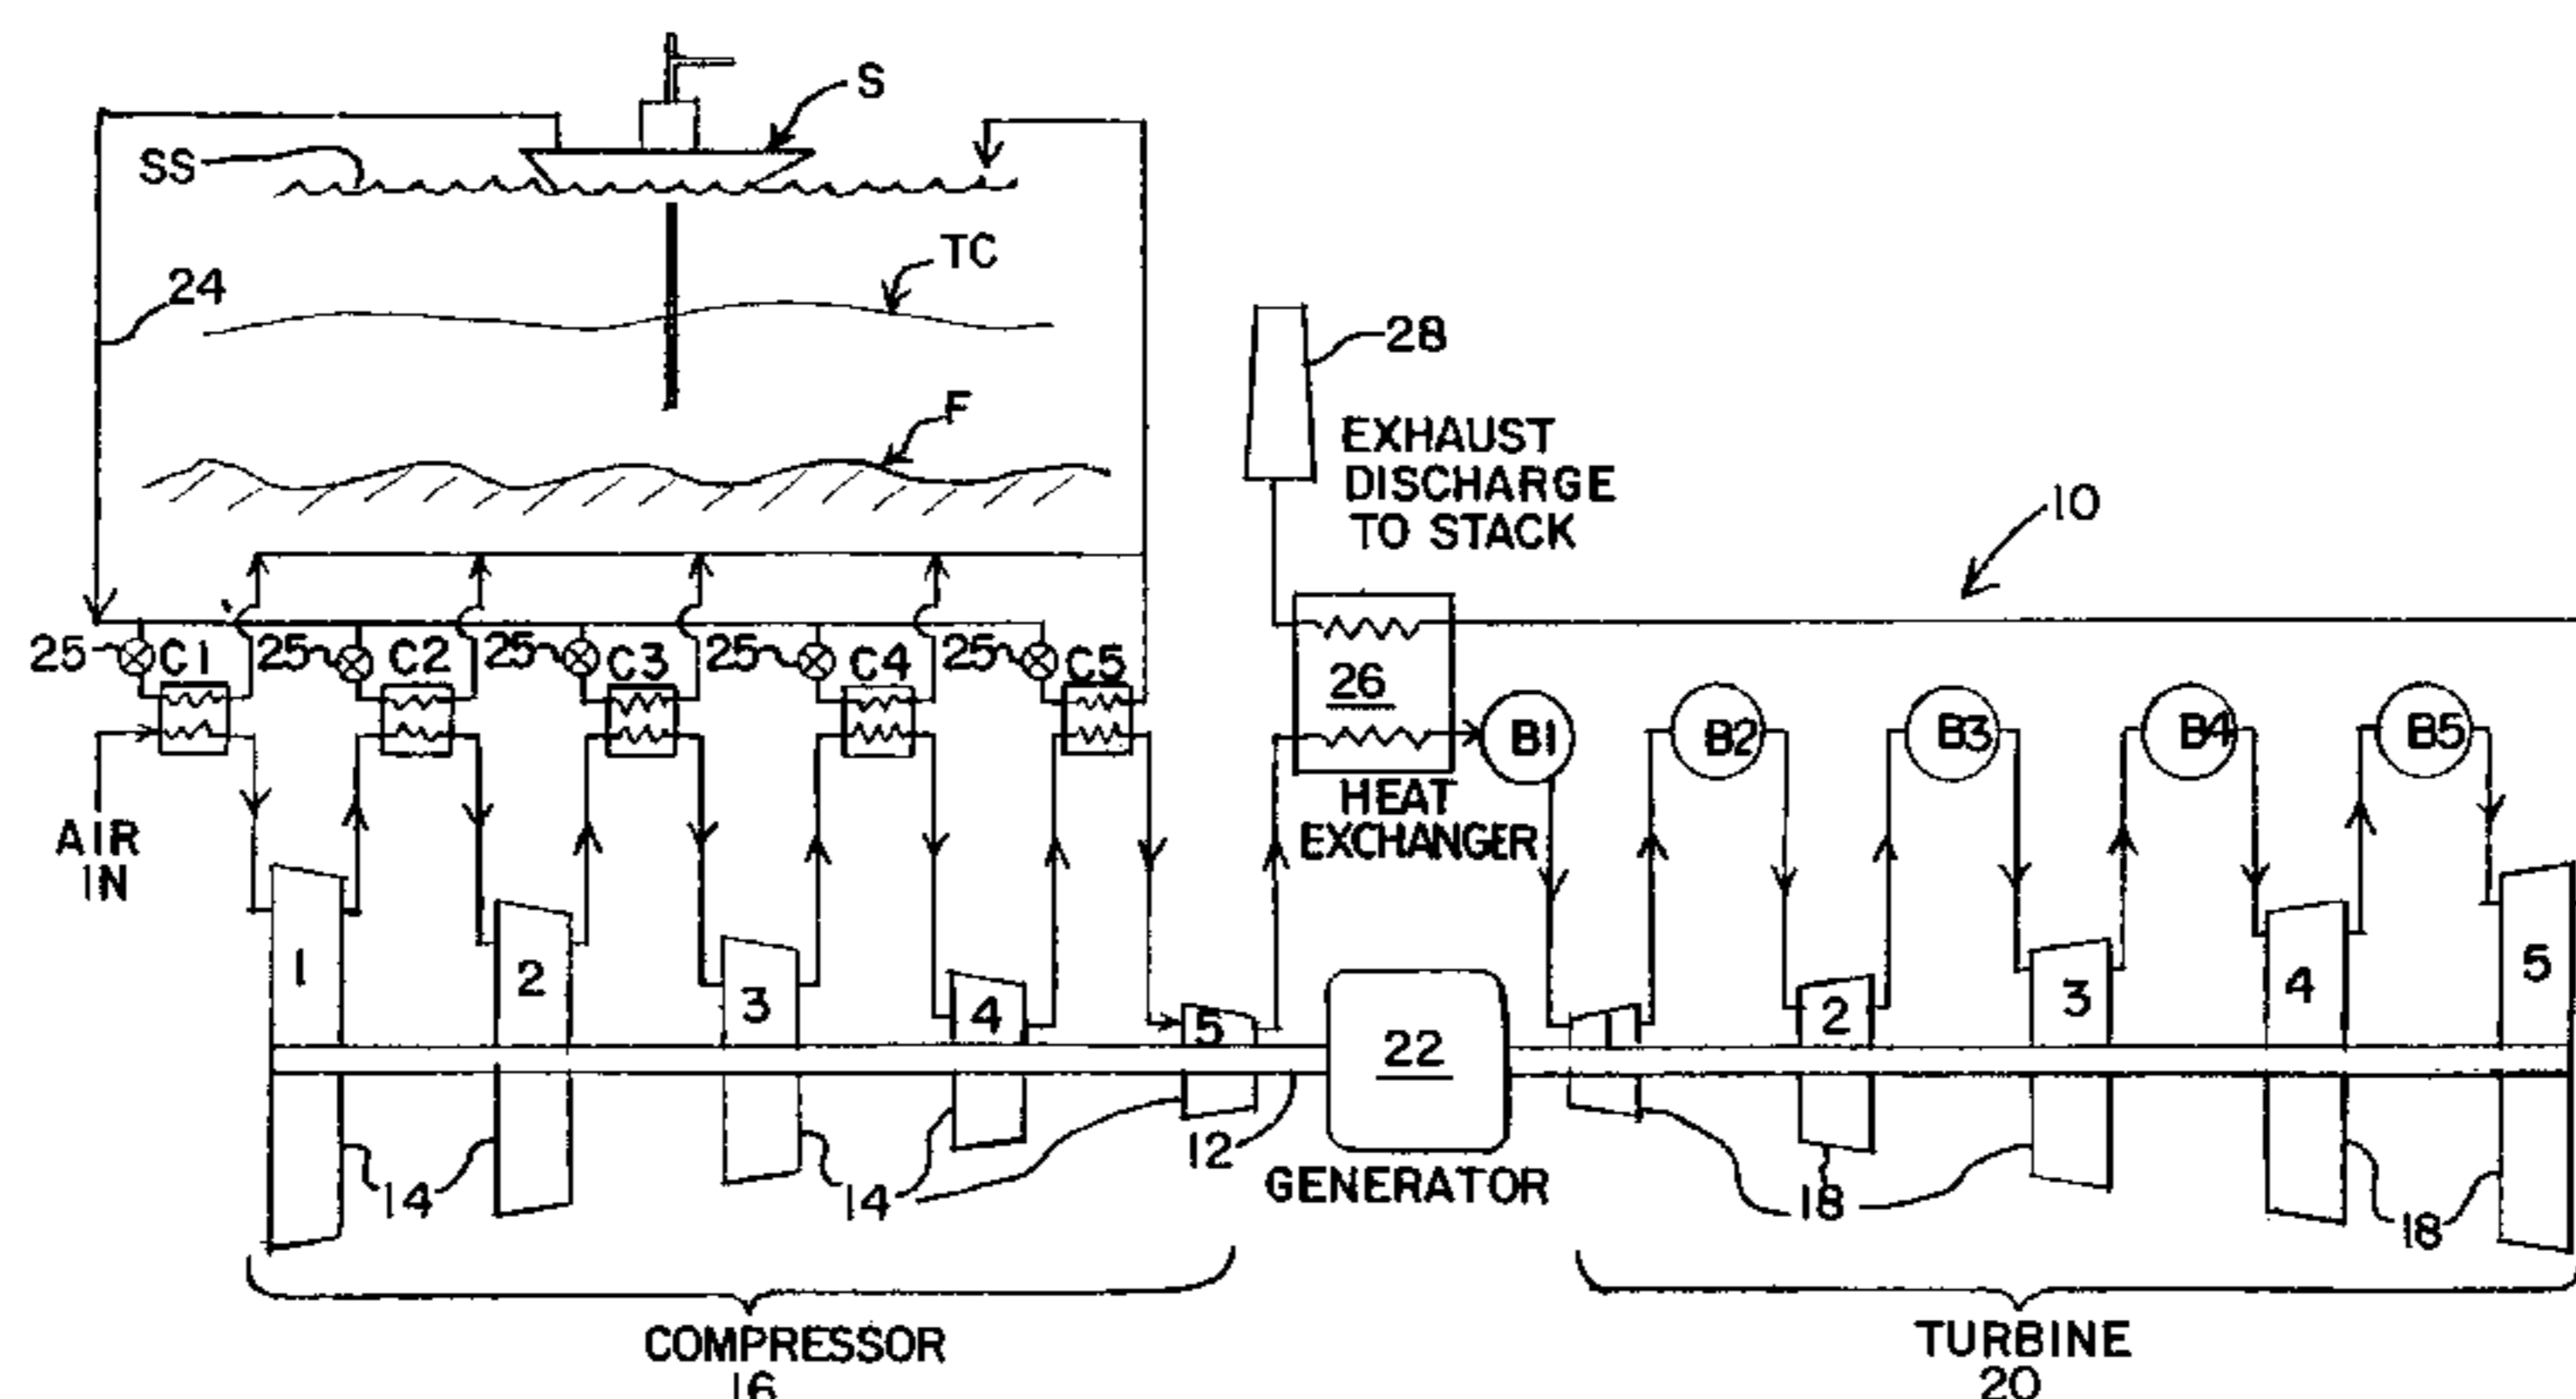 S
SS
TC
24
28
F
EXHAUST
DISCHARGE
TO STACK
10
25 C1 25 C2 25 C3 25 C4 25 C5
26
B1 B2 B3 B4 B5
HEAT
EXCHANGER
AIR
IN
1 2 3 4 5
1 2 3 4 5
22
12
GENERATOR
14 14 18 18
COMPRESSOR
16
TURBINE
20